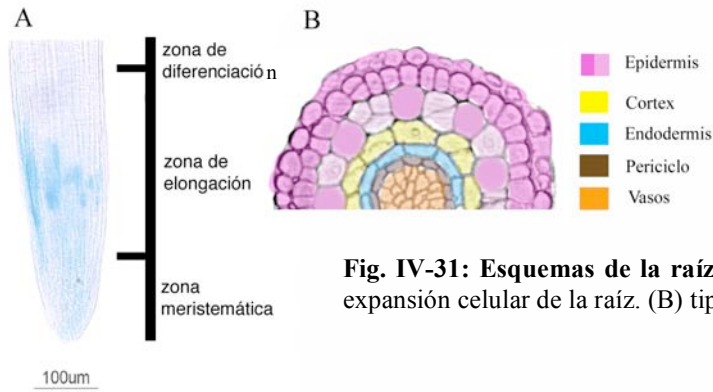 A
zona de
diferenciación
zona de
elongación
zona
meristemática
100um
B
Epidermis
Cortex
Endodermis
Periciclo
Vasos
Fig. IV-31: Esquemas de la raíz
expansión celular de la raíz. (B) tip